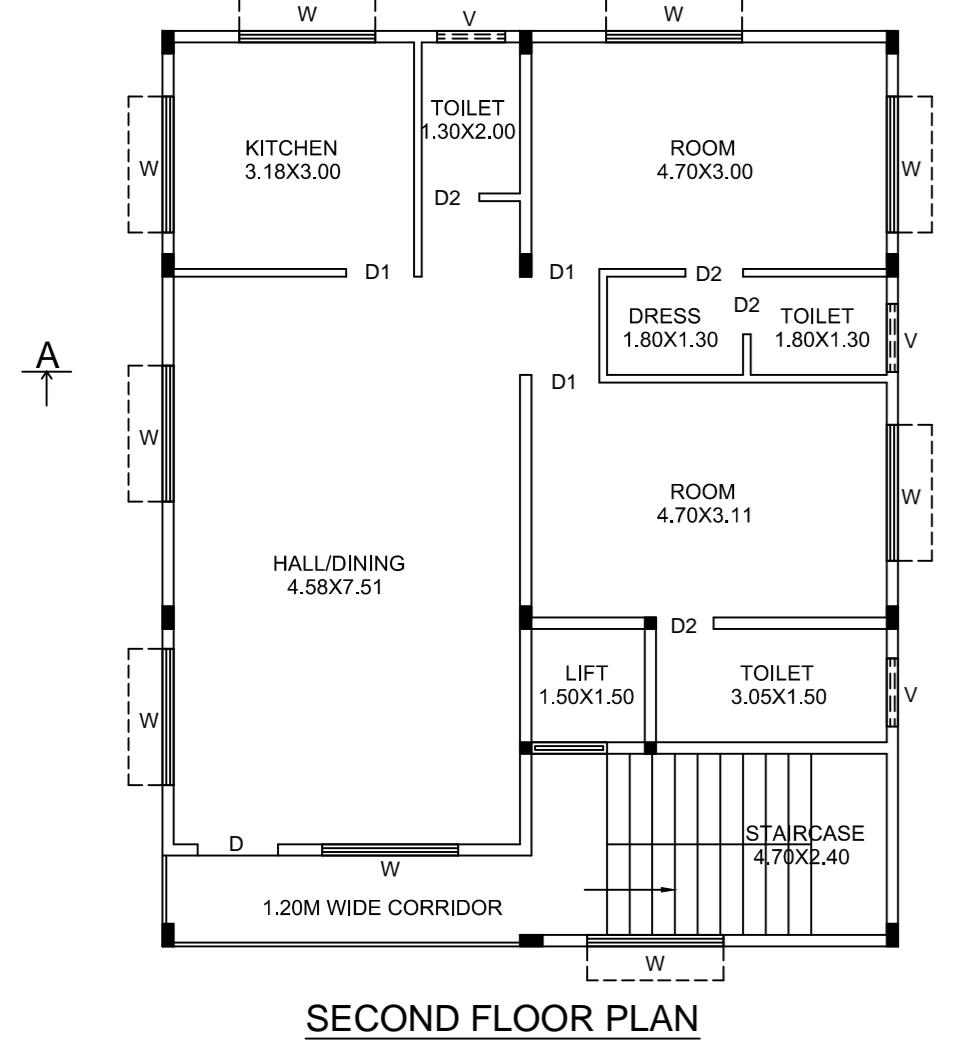 W
V
W
TOILET
1.30X2.00
KITCHEN
3.18X3.00
ROOM
4.70X3.00
W
W
D2
D1
D1
D2
D2
DRESS
1.80X1.30
TOILET
1.80X1.30
V
A
D1
W
ROOM
4.70X3.11
W
HALL/DINING
4.58X7.51
D2
LIFT
1.50X1.50
TOILET
3.05X1.50
V
W
D
STAIRCASE
4.70X2.40
W
1.20M WIDE CORRIDOR
W
SECOND FLOOR PLAN